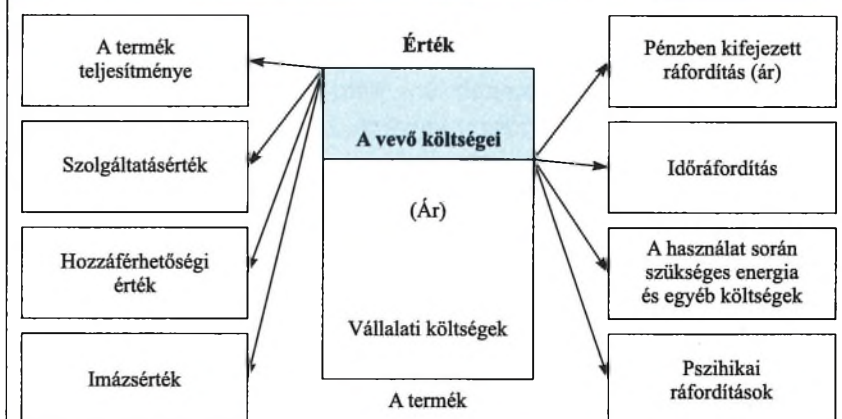 A termék
teljesítménye
Szolgáltatásérték
Hozzáférhetőségi
érték
Imázsérték
Érték
A vevő költségei
(Ár)
Vállalati költségek
A termék
Pénzben kifejezett
ráfordítás (ár)
Időráfordítás
A használat során
szükséges energia
és egyéb költségek
Pszihikai
ráfordítások